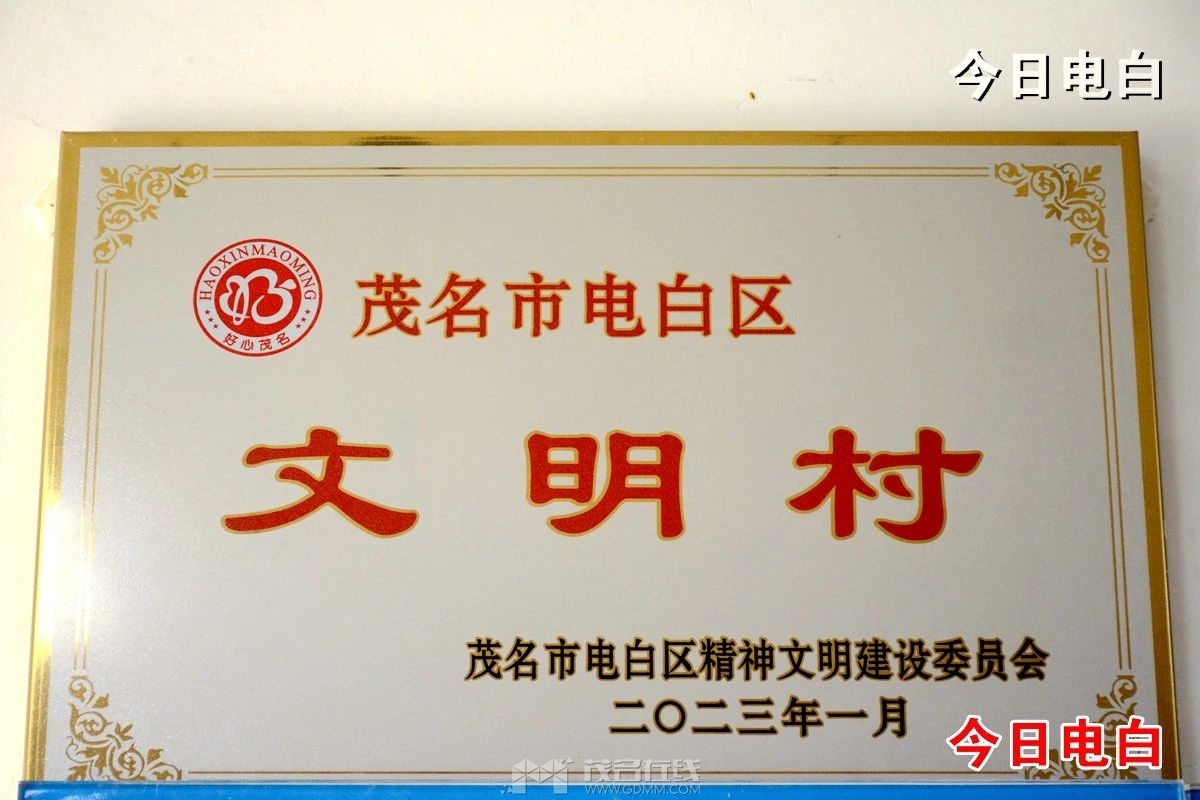 今日电白
HAOXINMAOMING
好心茂名
茂名市电白区
文明村
茂名市电白区精神文明建设委员会
二〇二三年一月
今日电白
茂名在线
WWW.GDMM.COM